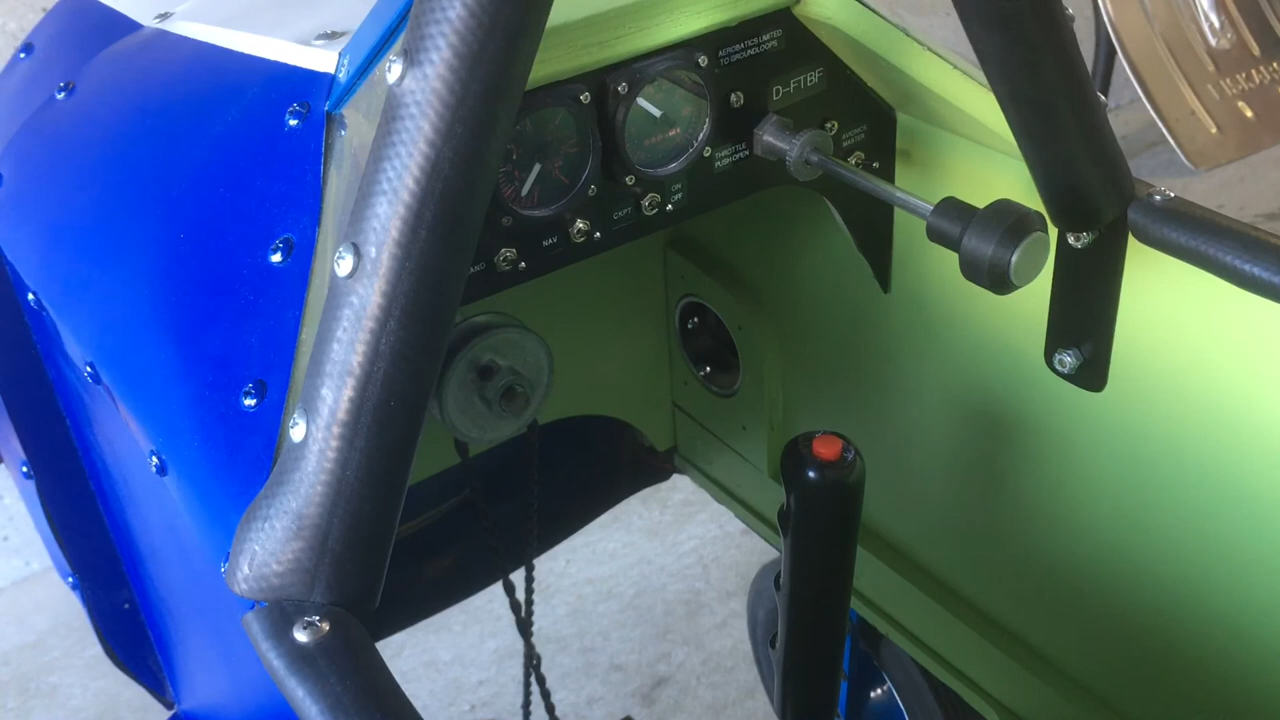 AEROBATICS LIMITED
TO GROUNDLOOPS
D-FTBF
THROTTLE
PUSH OPEN
AVIONICS
MASTER
ON
OFF
CKPT
NAV